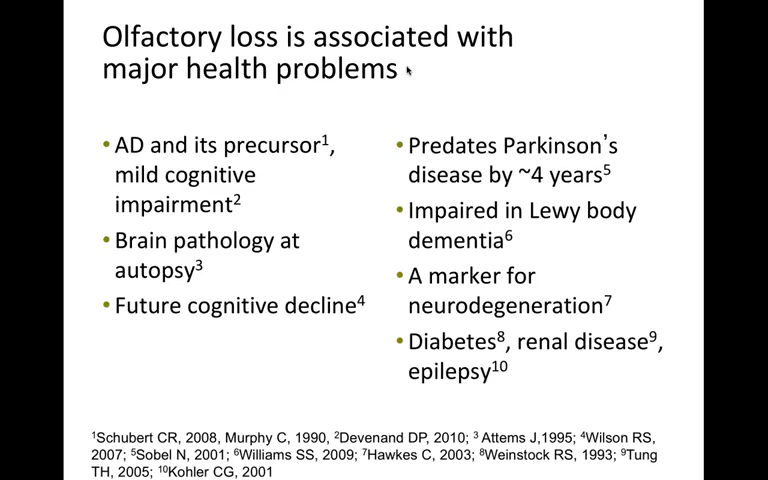 Olfactory loss is associated with
major health problems
• AD and its precursor¹,
mild cognitive
impairment²
• Brain pathology at
autopsy³
• Future cognitive decline⁴
• Predates Parkinson’s
disease by ~4 years⁵
• Impaired in Lewy body
dementia⁶
• A marker for
neurodegeneration⁷
• Diabetes⁸, renal disease⁹,
epilepsy¹⁰
¹Schubert CR, 2008, Murphy C, 1990, ²Devenand DP, 2010; ³ Attems J,1995; ⁴Wilson RS,
2007; ⁵Sobel N, 2001; ⁶Williams SS, 2009; ⁷Hawkes C, 2003; ⁸Weinstock RS, 1993; ⁹Tung
TH, 2005; ¹⁰Kohler CG, 2001